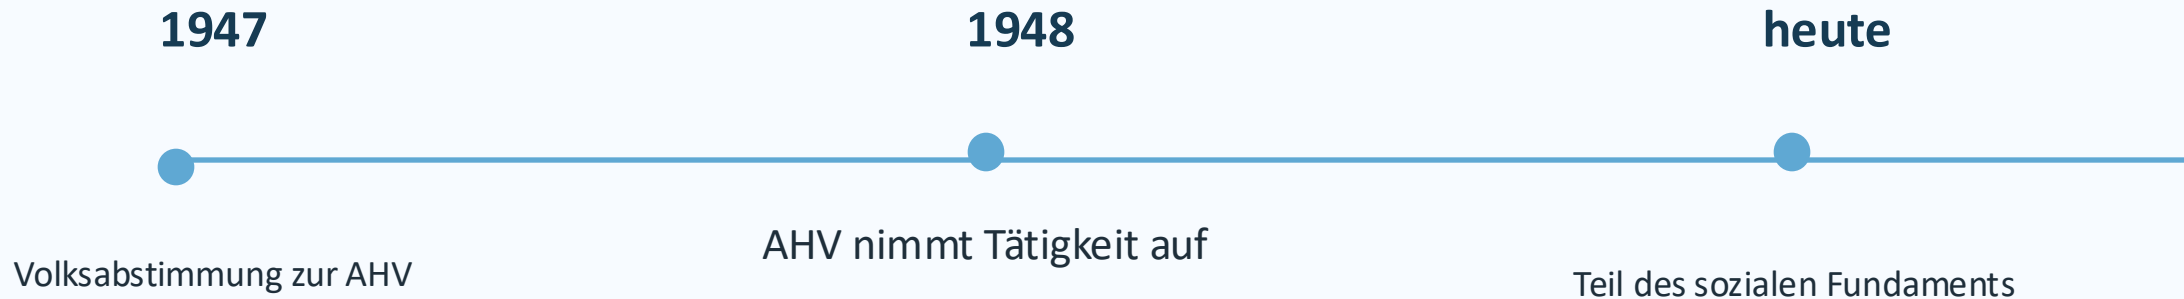 1947
1948
heute
AHV nimmt Tätigkeit auf
Volksabstimmung zur AHV
Teil des sozialen Fundaments